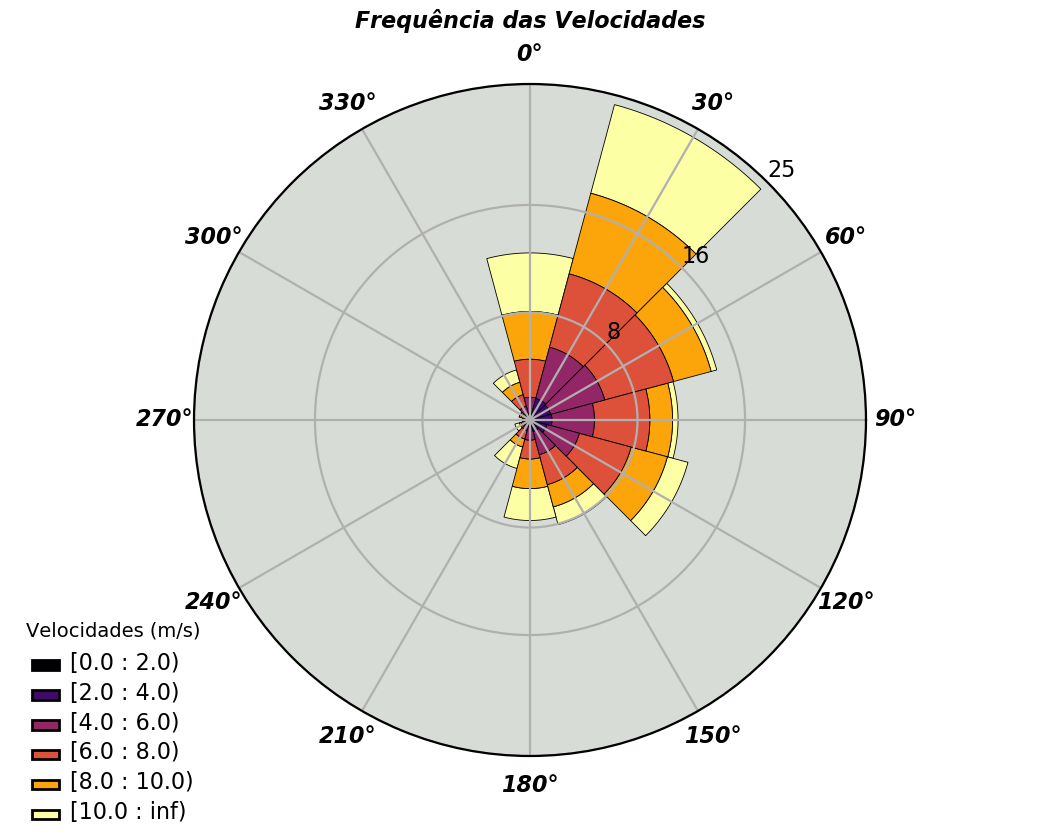 Frequência das Velocidades
0°
330°
30°
25
300°
60°
16
8
270°
90°
240°
120°
210°
150°
180°
Velocidades (m/s)
[0.0 : 2.0)
[2.0 : 4.0)
[4.0 : 6.0)
[6.0 : 8.0)
[8.0 : 10.0)
[10.0 : inf)